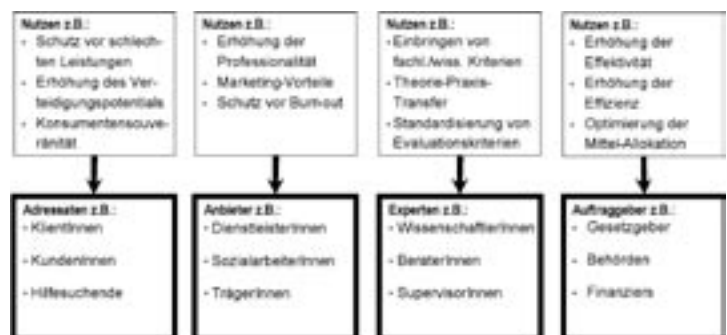 Nutzen z.B.:
- Schutz vor schlech-
ten Leistungen
- Erhöhung des Ver-
teidigungspotentials
- Konsumentensouve-
ränität
Nutzen z.B.:
- Erhöhung der
Professionalität
- Marketing-Vorteile
- Schutz vor Burn-out
Nutzen z.B.:
- Einbringen von
fachl./wiss. Kriterien
- Theorie-Praxis-
Transfer
- Standardisierung von
Evaluationskriterien
Nutzen z.B.:
- Erhöhung der
Effektivität
- Erhöhung der
Effizienz
- Optimierung der
Mittel-Allokation
Adressaten z.B.:
- KlientInnen
- KundenInnen
- Hilfesuchende
Anbieter z.B.:
- DienstleisterInnen
- SozialarbeiterInnen
- TrägerInnen
Experten z.B.:
- WissenschaftlerInnen
- BeraterInnen
- SupervisorInnen
Auftraggeber z.B.:
- Gesetzgeber
- Behörden
- Finanziers